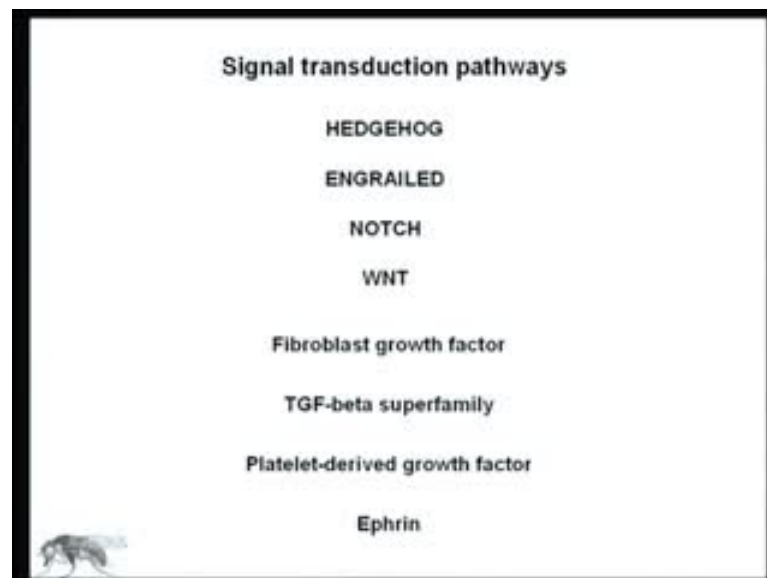 Signal transduction pathways
HEDGEHOG
ENGRAILED
NOTCH
WNT
Fibroblast growth factor
TGF-beta superfamily
Platelet-derived growth factor
Ephrin